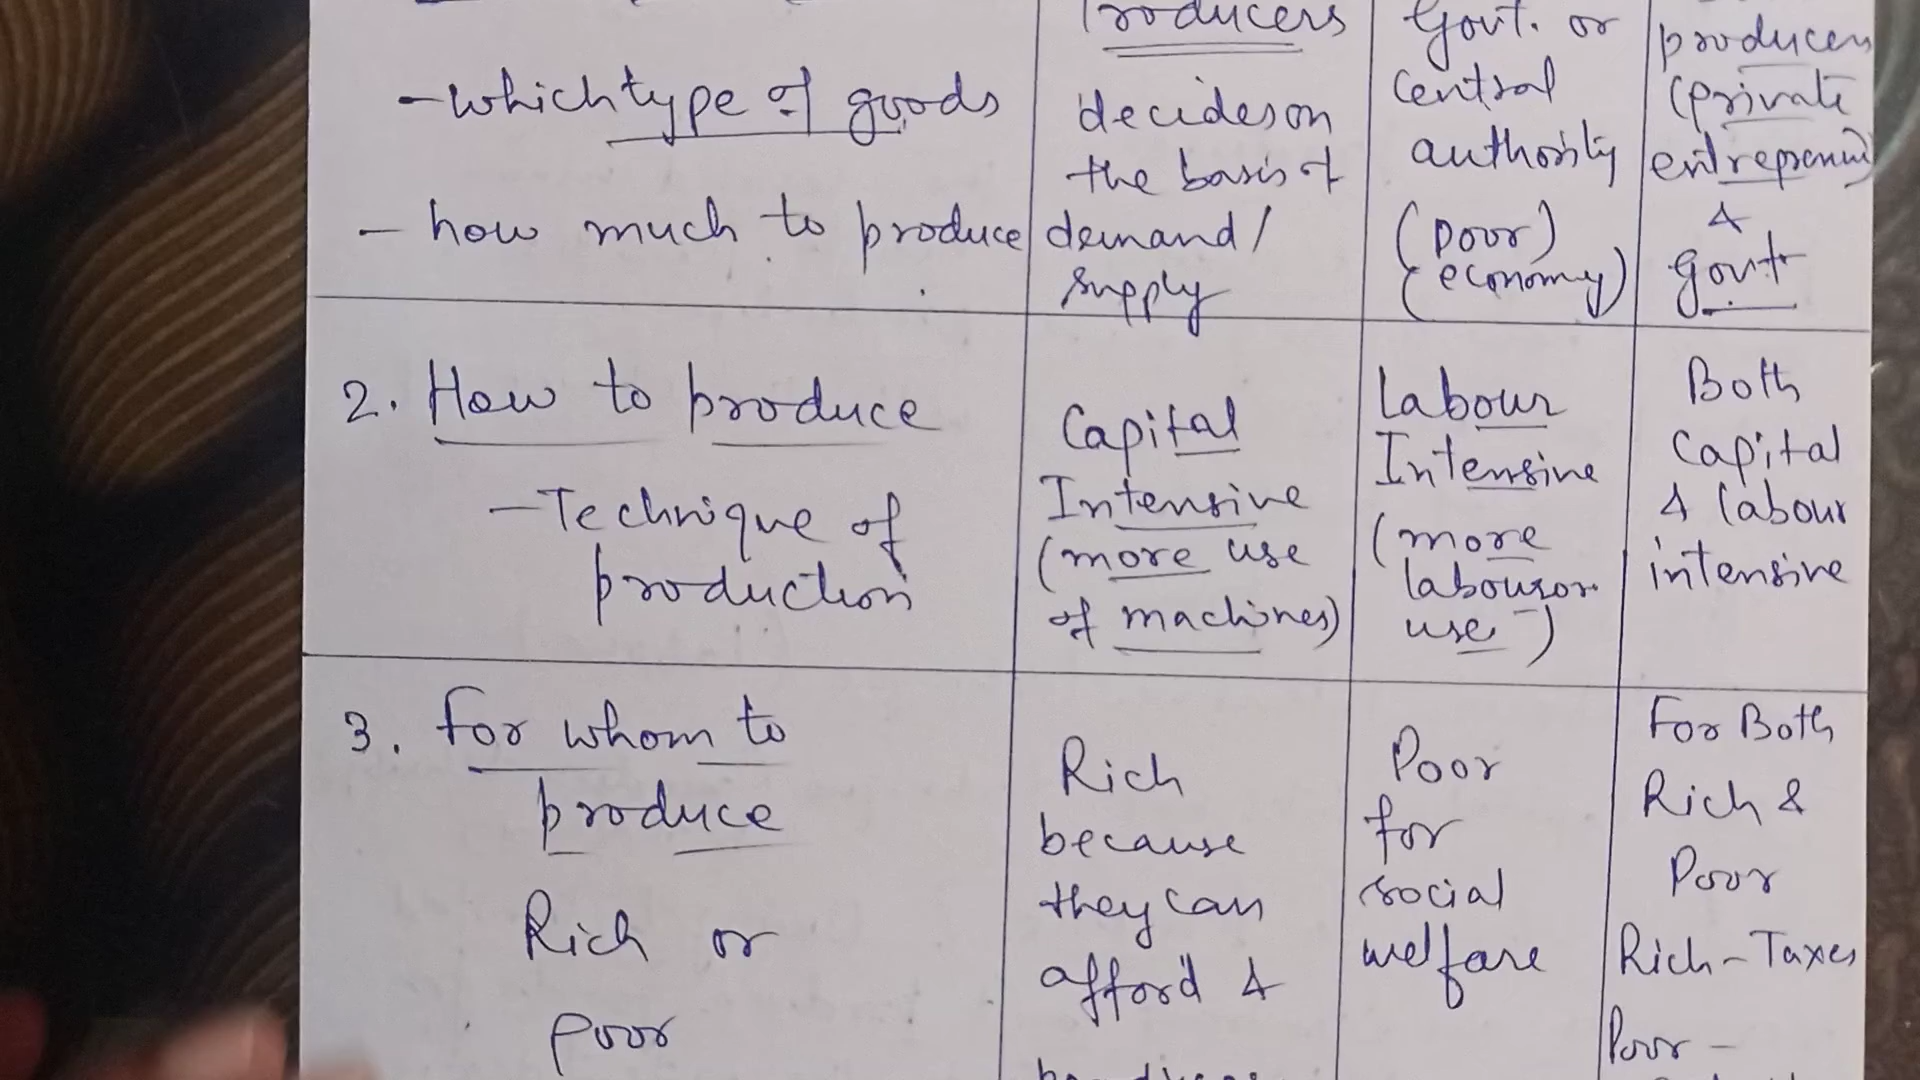 Producers
Govt. or
producers
- which type of goods
decides on
the basis of
Central
authority
(private
- how much to produce
demand/
supply
(poor)
(economy)
&
govt
2. How to produce
- Technique of
production
Capital
Intensive
(more use
of machines)
Labour
Intensive
(more
use)
Both
Capital
& labour
intensive
3. For whom to
produce
Rich or
poor
Rich
because
they can
afford &
Poor
for
social
welfare
For Both
Rich &
Poor
Rich - Taxes
Poor -